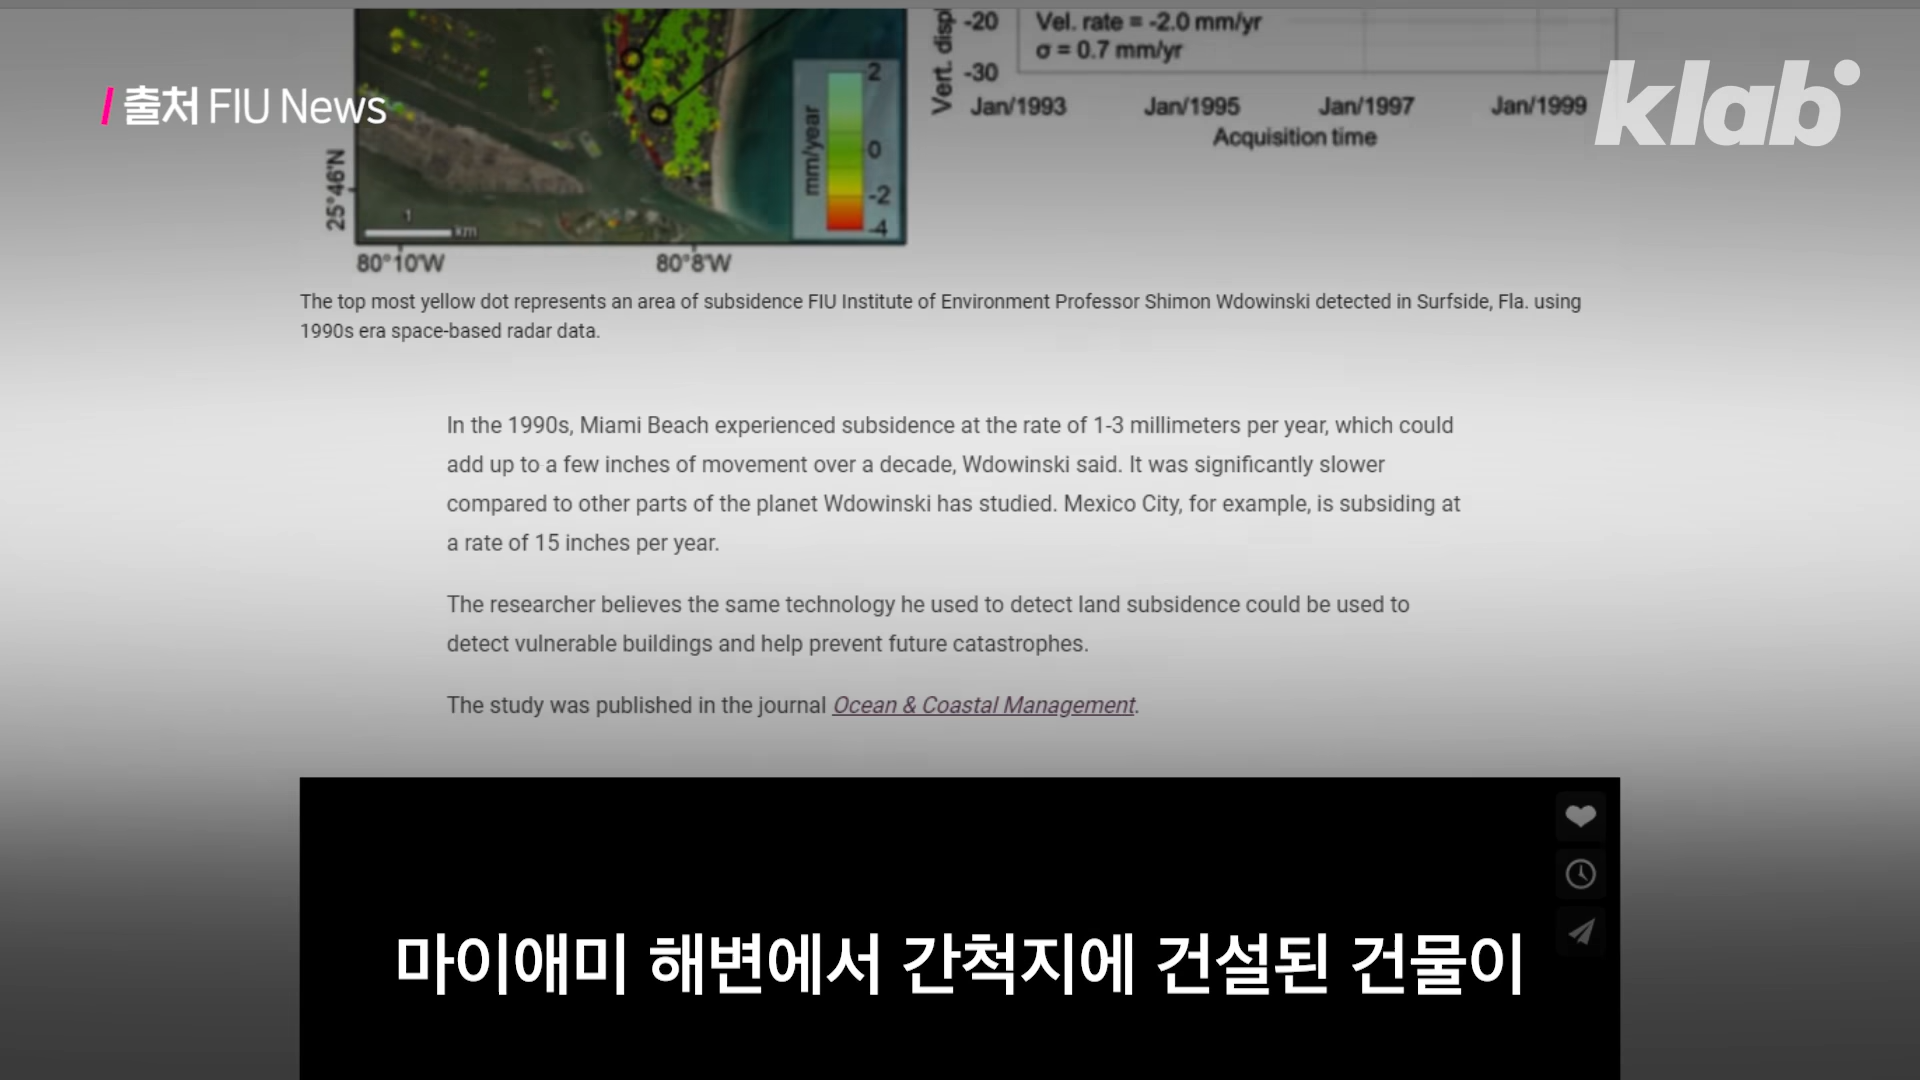 -20
Vel. rate = -2.0 mm/yr
σ = 0.7 mm/yr
-30
Vert. disp
Jan/1993 Jan/1995 Jan/1997 Jan/1999
Acquisition time
/ 출처 FIU News
klab
25°46'N
mm/year
2
0
-2
-4
1
km
80°10'W 80°8'W
The top most yellow dot represents an area of subsidence FIU Institute of Environment Professor Shimon Wdowinski detected in Surfside, Fla. using
1990s era space-based radar data.
In the 1990s, Miami Beach experienced subsidence at the rate of 1-3 millimeters per year, which could
add up to a few inches of movement over a decade, Wdowinski said. It was significantly slower
compared to other parts of the planet Wdowinski has studied. Mexico City, for example, is subsiding at
a rate of 15 inches per year.
The researcher believes the same technology he used to detect land subsidence could be used to
detect vulnerable buildings and help prevent future catastrophes.
The study was published in the journal Ocean & Coastal Management.
마이애미 해변에서 간척지에 건설된 건물이